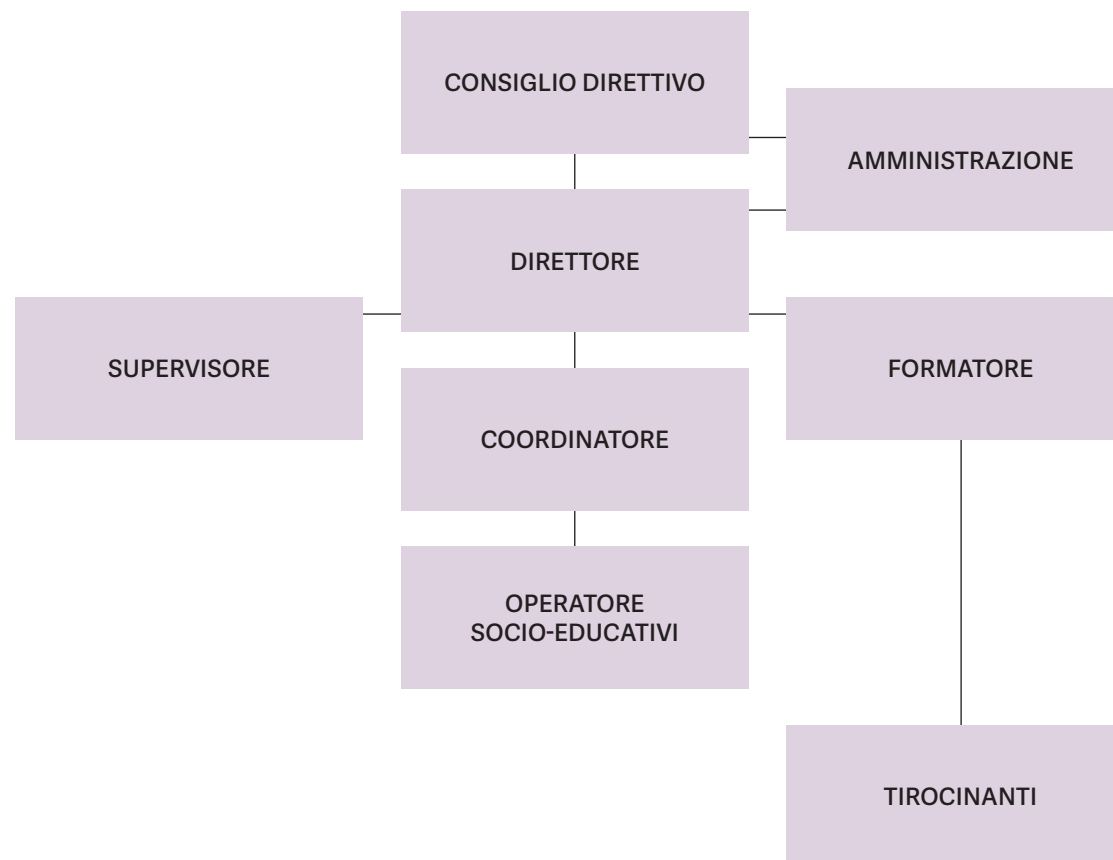 CONSIGLIO DIRETTIVO
AMMINISTRAZIONE
DIRETTORE
SUPERVISORE
FORMATORE
COORDINATORE
OPERATORE
SOCIO-EDUCATIVI
TIROCINANTI